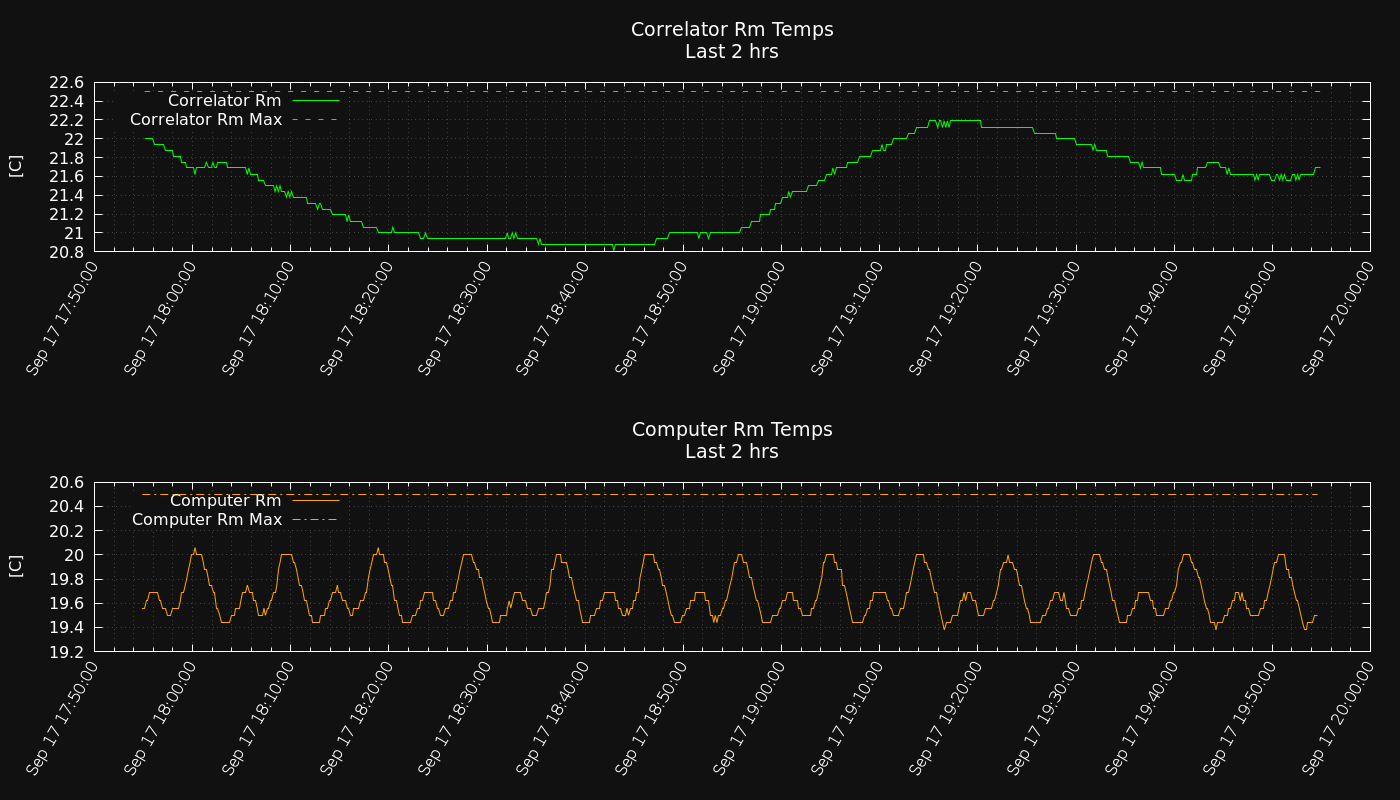 Correlator Rm Temps
Last 2 hrs
22.6
22.4
22.2
22
21.8
21.6
21.4
21.2
21
20.8
[C]
Correlator Rm
Correlator Rm Max
Sep 17 17:50:00
Sep 17 18:00:00
Sep 17 18:10:00
Sep 17 18:20:00
Sep 17 18:30:00
Sep 17 18:40:00
Sep 17 18:50:00
Sep 17 19:00:00
Sep 17 19:10:00
Sep 17 19:20:00
Sep 17 19:30:00
Sep 17 19:40:00
Sep 17 19:50:00
Sep 17 20:00:00
Computer Rm Temps
Last 2 hrs
20.6
20.4
20.2
20
19.8
19.6
19.4
19.2
[C]
Computer Rm
Computer Rm Max
Sep 17 17:50:00
Sep 17 18:00:00
Sep 17 18:10:00
Sep 17 18:20:00
Sep 17 18:30:00
Sep 17 18:40:00
Sep 17 18:50:00
Sep 17 19:00:00
Sep 17 19:10:00
Sep 17 19:20:00
Sep 17 19:30:00
Sep 17 19:40:00
Sep 17 19:50:00
Sep 17 20:00:00